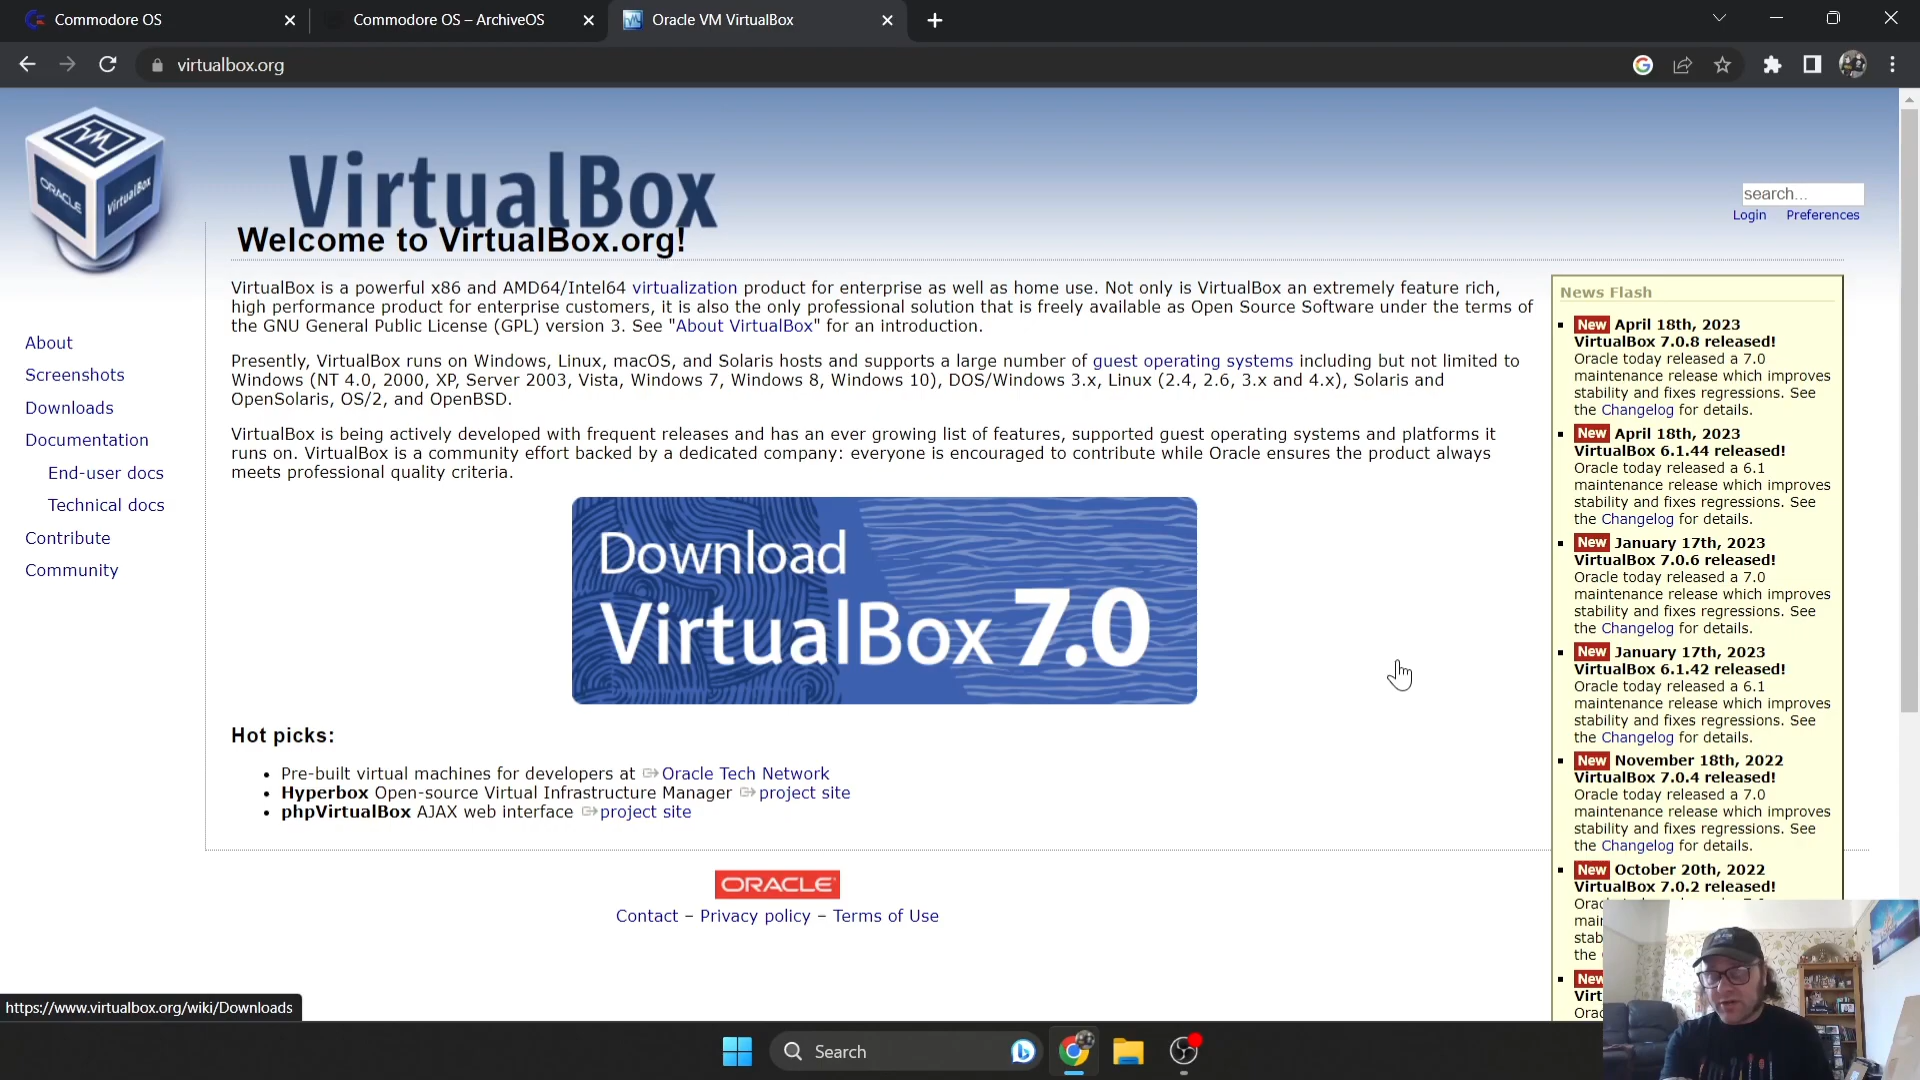 Commodore OS
Commodore OS – ArchiveOS
Oracle VM VirtualBox
virtualbox.org
ORACLE
VirtualBox
VirtualBox
search...
Login Preferences
Welcome to VirtualBox.org!
VirtualBox is a powerful x86 and AMD64/Intel64 virtualization product for enterprise as well as home use. Not only is VirtualBox an extremely feature rich,
high performance product for enterprise customers, it is also the only professional solution that is freely available as Open Source Software under the terms of
the GNU General Public License (GPL) version 3. See "About VirtualBox" for an introduction.
Presently, VirtualBox runs on Windows, Linux, macOS, and Solaris hosts and supports a large number of guest operating systems including but not limited to
Windows (NT 4.0, 2000, XP, Server 2003, Vista, Windows 7, Windows 8, Windows 10), DOS/Windows 3.x, Linux (2.4, 2.6, 3.x and 4.x), Solaris and
OpenSolaris, OS/2, and OpenBSD.
VirtualBox is being actively developed with frequent releases and has an ever growing list of features, supported guest operating systems and platforms it
runs on. VirtualBox is a community effort backed by a dedicated company: everyone is encouraged to contribute while Oracle ensures the product always
meets professional quality criteria.
About
Screenshots
Downloads
Documentation
End-user docs
Technical docs
Contribute
Community
Download
VirtualBox 7.0
Hot picks:
• Pre-built virtual machines for developers at Oracle Tech Network
• Hyperbox Open-source Virtual Infrastructure Manager project site
• phpVirtualBox AJAX web interface project site
ORACLE
Contact – Privacy policy – Terms of Use
News Flash
New April 18th, 2023
VirtualBox 7.0.8 released!
Oracle today released a 7.0
maintenance release which improves
stability and fixes regressions. See
the Changelog for details.
New April 18th, 2023
VirtualBox 6.1.44 released!
Oracle today released a 6.1
maintenance release which improves
stability and fixes regressions. See
the Changelog for details.
New January 17th, 2023
VirtualBox 7.0.6 released!
Oracle today released a 7.0
maintenance release which improves
stability and fixes regressions. See
the Changelog for details.
New January 17th, 2023
VirtualBox 6.1.42 released!
Oracle today released a 6.1
maintenance release which improves
stability and fixes regressions. See
the Changelog for details.
New November 18th, 2022
VirtualBox 7.0.4 released!
Oracle today released a 7.0
maintenance release which improves
stability and fixes regressions. See
the Changelog for details.
New October 20th, 2022
VirtualBox 7.0.2 released!
the
New
https://www.virtualbox.org/wiki/Downloads
Search